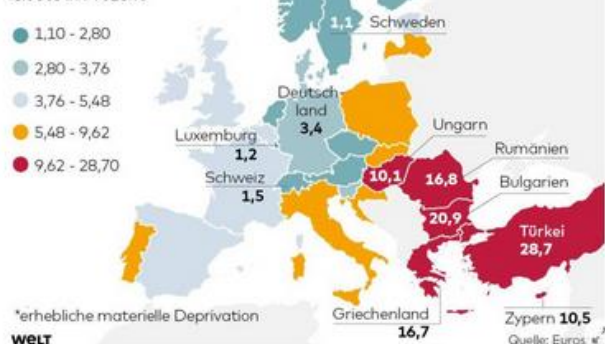 1,10 - 2,80
2,80 - 3,76
3,76 - 5,48
5,48 - 9,62
9,62 - 28,70
1,1
Schweden
Deutsch-
land
3,4
Luxemburg
1,2
Schweiz
1,5
Ungarn
10,1
Rumänien
16,8
Bulgarien
20,9
Türkei
28,7
Griechenland
16,7
Zypern 10,5
*erhebliche materielle Deprivation
WELT
Quelle: Euros